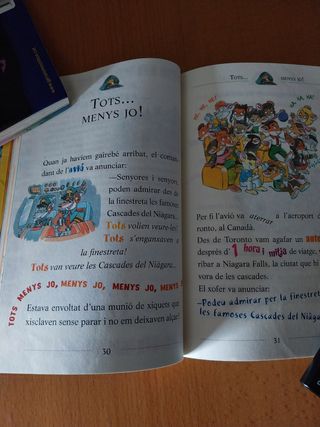 TOTS...
MENYS JO!
Quan ja havíem gairebé arribat, el coman-
dant de l'avió va anunciar:
—Senyores i senyors,
poden admirar des de
la finestreta les famoses
Cascades del Niàgara...
Tots volien veure-les!
Tots s'enganxaven a
la finestreta!
Tots van veure les Cascades del Niàgara...
TOTS MENYS JO, MENYS JO, MENYS JO, MENYS
Estava envoltat d'una munió de xiquets que
xisclaven sense parar i no em deixaven alçar
30
TOTS... MENYS JO!
HA, HA, HA!
Per fi l'avió va aterrar a l'aeroport de
ronto, al Canadà.
Des de Toronto vam agafar un auto
després d'1 hora i mitja de viatge, v
ribar a Niagara Falls, la ciutat que hi
vora de les cascades.
El xofer va anunciar:
—Podeu admirar per la finestre
les famoses Cascades del Niàgar
31